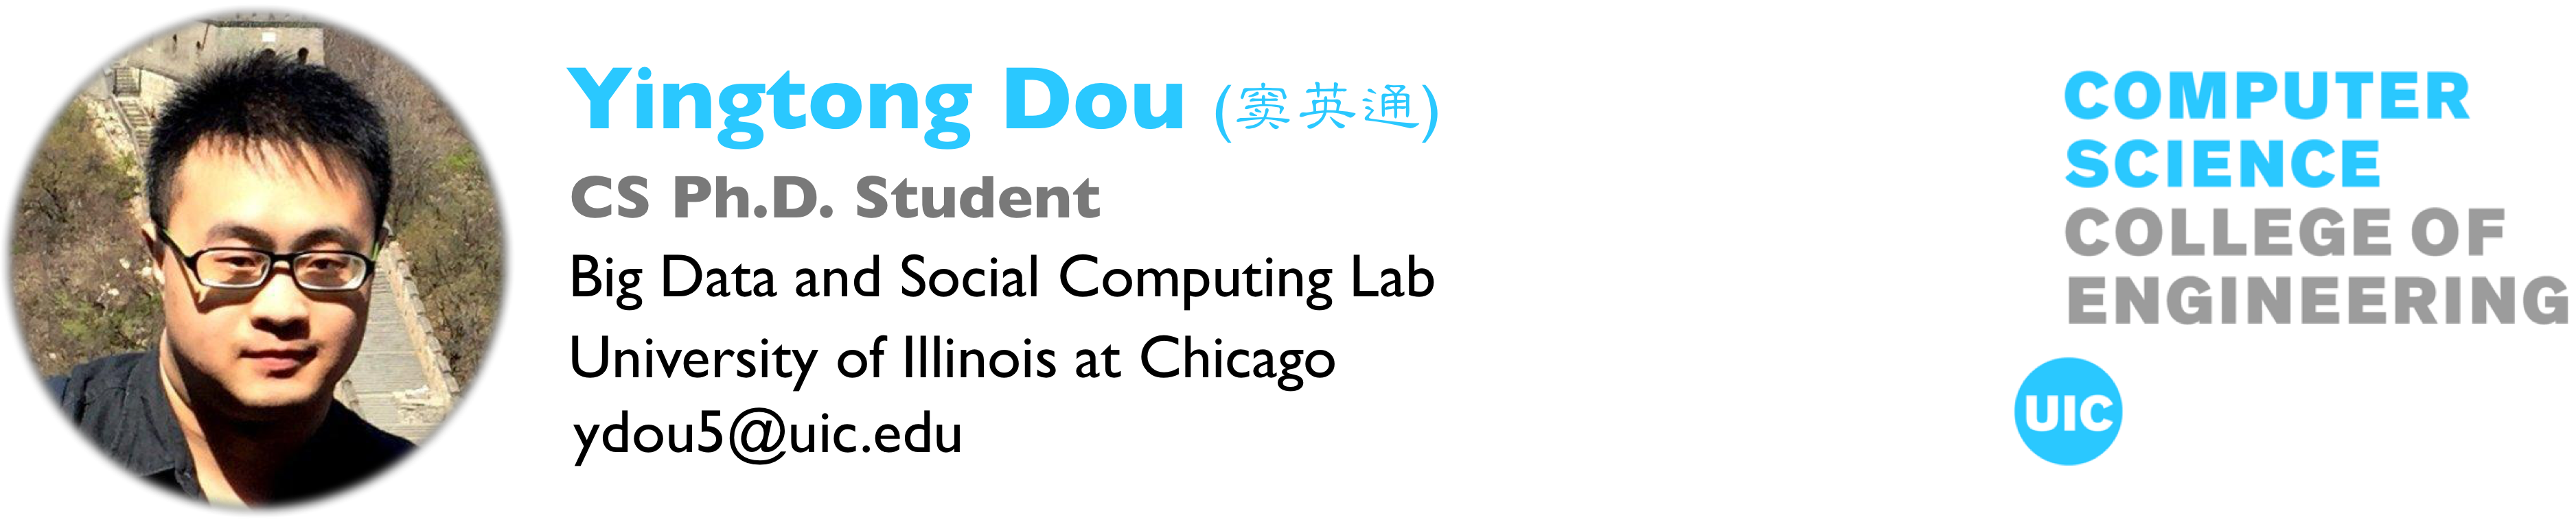 Yingtong Dou (窦英通)
CS Ph.D. Student
Big Data and Social Computing Lab
University of Illinois at Chicago
ydou5@uic.edu
COMPUTER
SCIENCE
COLLEGE OF
ENGINEERING
UIC